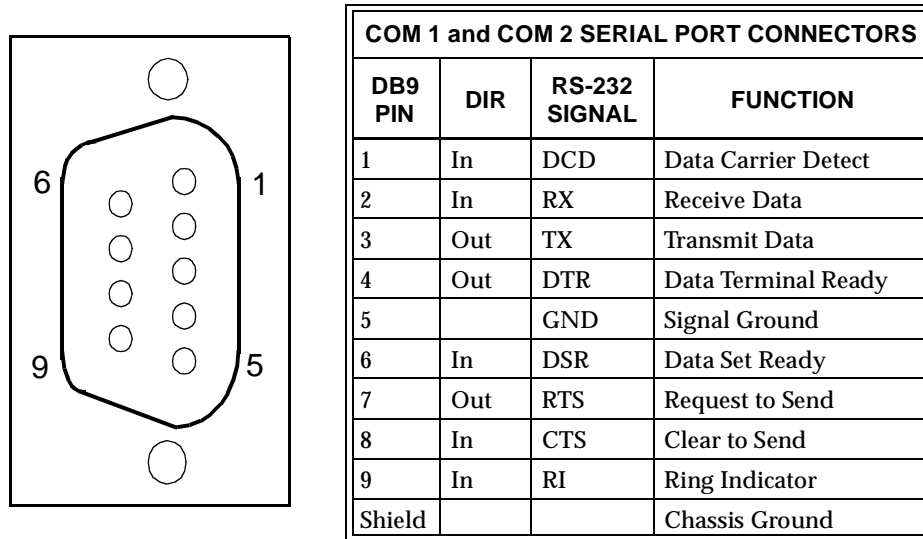 6 1
9 5
COM 1 and COM 2 SERIAL PORT CONNECTORS
DB9 PIN DIR RS-232 SIGNAL FUNCTION
1 In DCD Data Carrier Detect
2 In RX Receive Data
3 Out TX Transmit Data
4 Out DTR Data Terminal Ready
5 GND Signal Ground
6 In DSR Data Set Ready
7 Out RTS Request to Send
8 In CTS Clear to Send
9 In RI Ring Indicator
Shield Chassis Ground